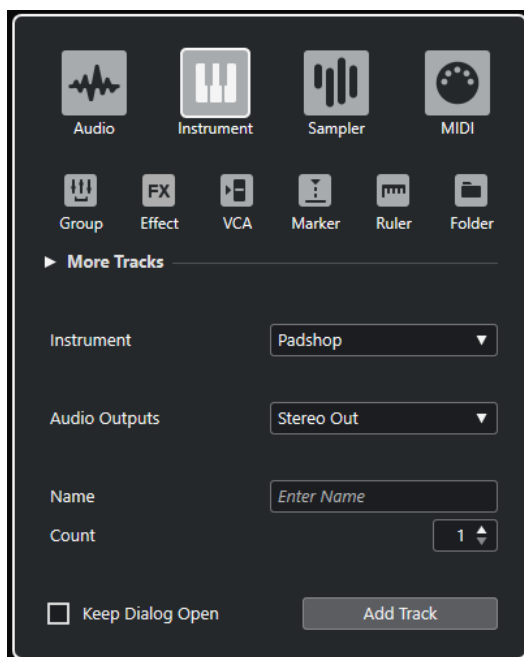 Audio Instrument Sampler MIDI
FX
Group Effect VCA Marker Ruler Folder
More Tracks
Instrument Padshop
Audio Outputs Stereo Out
Name Enter Name
Count 1
Keep Dialog Open Add Track